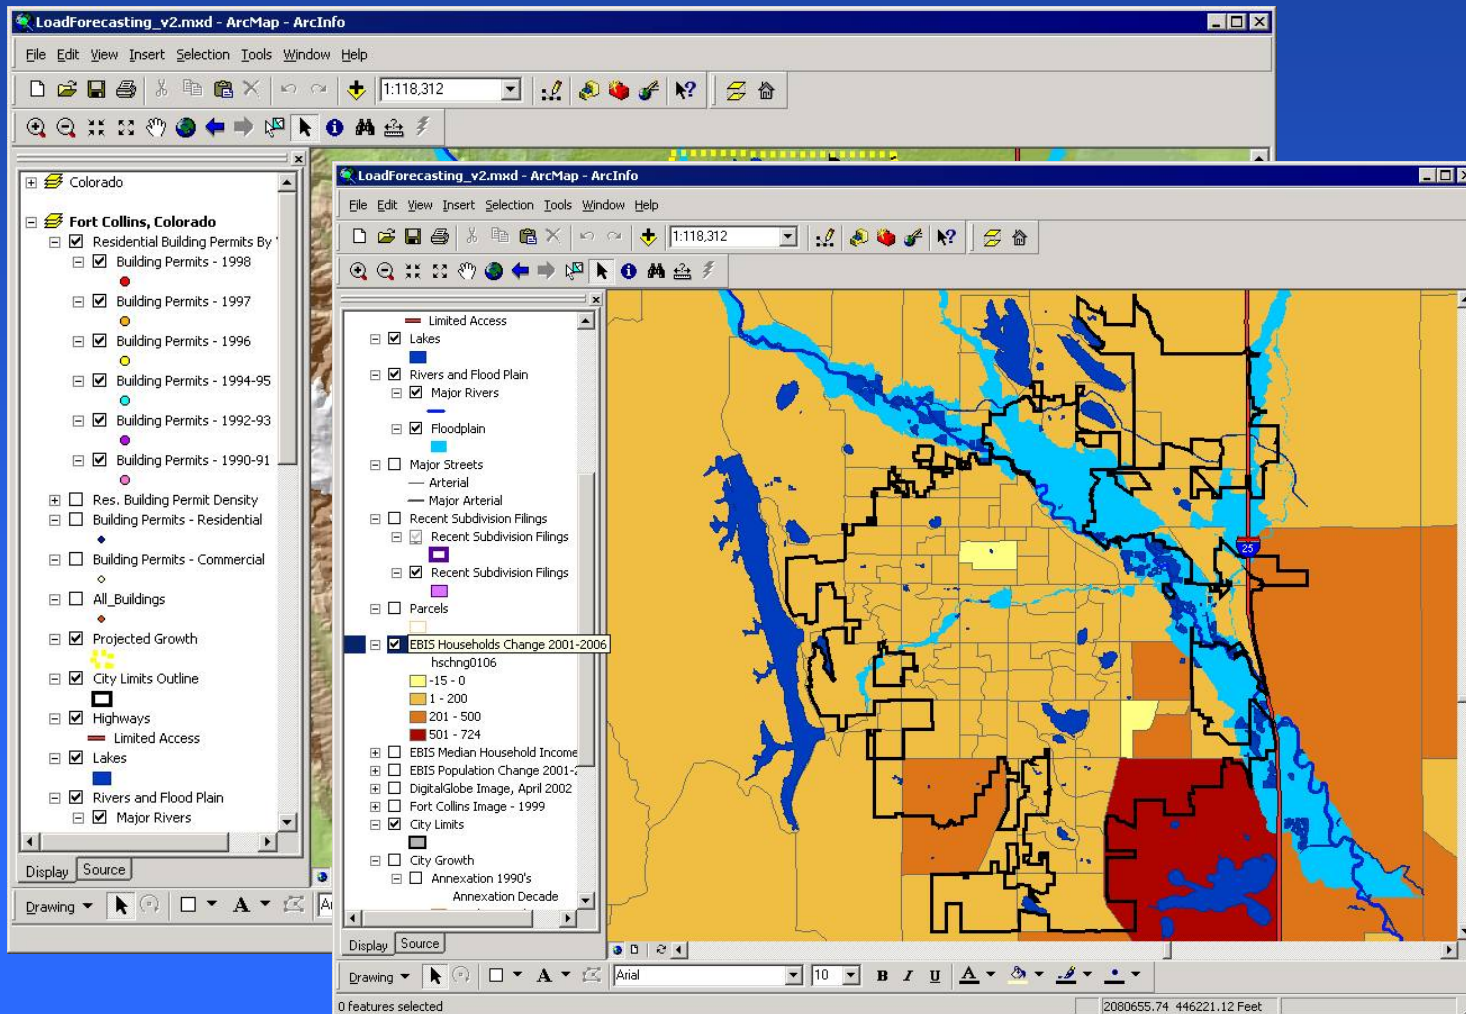 LoadForecasting_v2.mxd - ArcMap - ArcInfo
File Edit View Insert Selection Tools Window Help
1:118,312
Colorado
Fort Collins, Colorado
Residential Building Permits By
Building Permits - 1998
Building Permits - 1997
Building Permits - 1996
Building Permits - 1994-95
Building Permits - 1992-93
Building Permits - 1990-91
Res. Building Permit Density
Building Permits - Residential
Building Permits - Commercial
All_Buildings
Projected Growth
City Limits Outline
Highways
Limited Access
Lakes
Rivers and Flood Plain
Major Rivers
Display Source
Drawing A
LoadForecasting_v2.mxd - ArcMap - ArcInfo
File Edit View Insert Selection Tools Window Help
1:118,312
Limited Access
Lakes
Rivers and Flood Plain
Major Rivers
Floodplain
Major Streets
Arterial
Major Arterial
Recent Subdivision Filings
Recent Subdivision Filings
Recent Subdivision Filings
Parcels
EBIS Households Change 2001-2006
hschng0106
-15 - 0
1 - 200
201 - 500
501 - 724
EBIS Median Household Income
EBIS Population Change 2001-
DigitalGlobe Image, April 2002
Fort Collins Image - 1999
City Limits
City Growth
Annexation 1990's
Annexation Decade
25
Display Source
Drawing A Arial 10 B I U A
0 features selected 2080655.74 446221.12 Feet